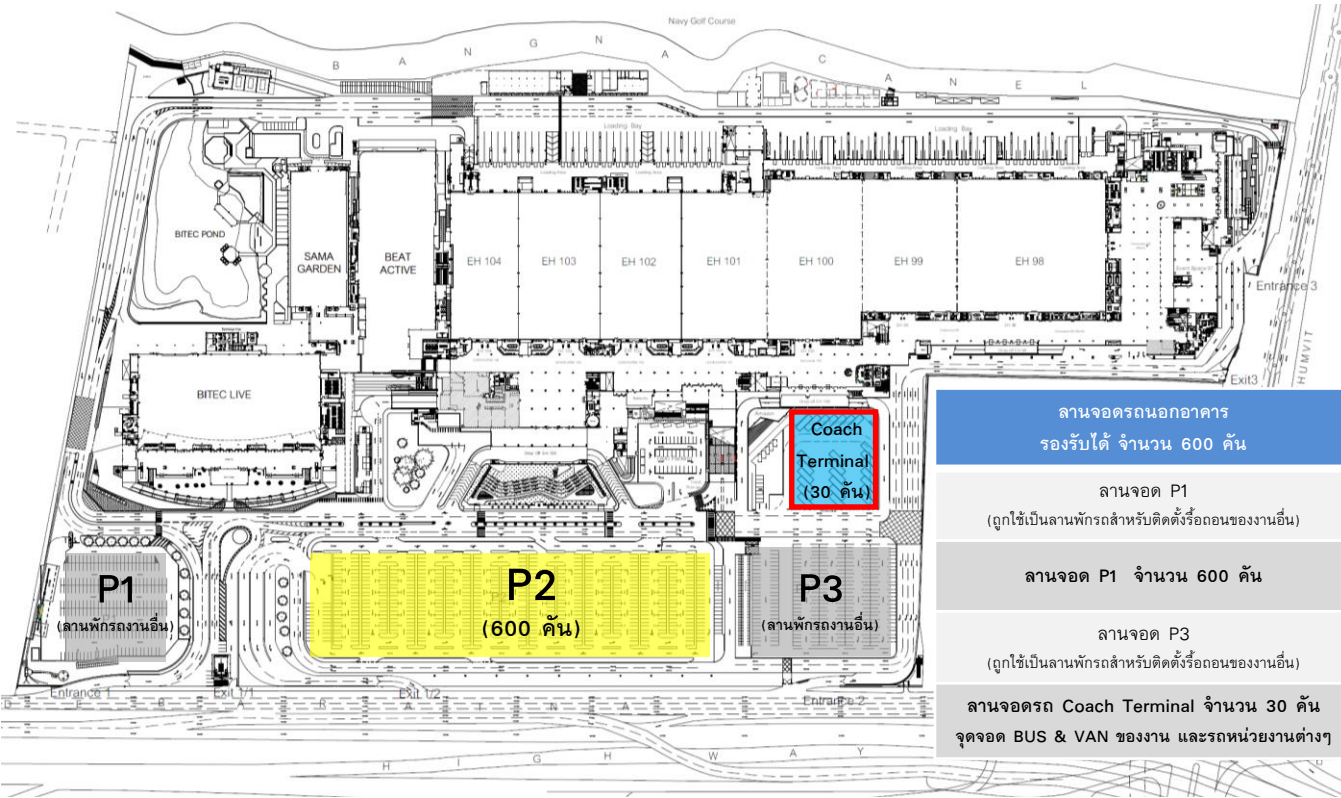 Navy Golf Course
B A N G N A C A N E L
Loading Bay
Loading Bay
Loading Area
Loading Area
BITEC POND
SAMA
GARDEN
BEAT
ACTIVE
EH 104
EH 103
EH 102
EH 101
EH 100
EH 99
EH 98
Event Space 97
Entrance 3
HUMVIT
Exit3
BITEC LIVE
Coach
Terminal
(30 คัน)
ลานจอดรถนอกอาคาร
รองรับได้ จำนวน 600 คัน
ลานจอด P1
(ถูกใช้เป็นลานพักรถสำหรับติดตั้งรื้อถอนของงานอื่น)
ลานจอด P1 จำนวน 600 คัน
ลานจอด P3
(ถูกใช้เป็นลานพักรถสำหรับติดตั้งรื้อถอนของงานอื่น)
ลานจอดรถ Coach Terminal จำนวน 30 คัน
จุดจอด BUS & VAN ของงาน และรถหน่วยงานต่างๆ
P1
(ลานพักรถงานอื่น)
P2
(600 คัน)
P3
(ลานพักรถงานอื่น)
Entrance 1
Exit 1/1
Exit 1/2
Entrance 2
D E B A R A T N A
H I G H W A Y